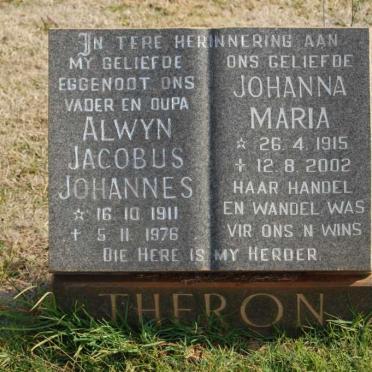 In tere herinnering aan
my geliefde
eggenoot ons
vader en oupa
Alwyn
Jacobus
Johannes
☆ 16.10.1911
✝ 5.11.1976
ons geliefde
Johanna
Maria
☆ 26.4.1915
✝ 12.8.2002
haar handel
en wandel was
vir ons n wins
Die Here is my Herder
THERON